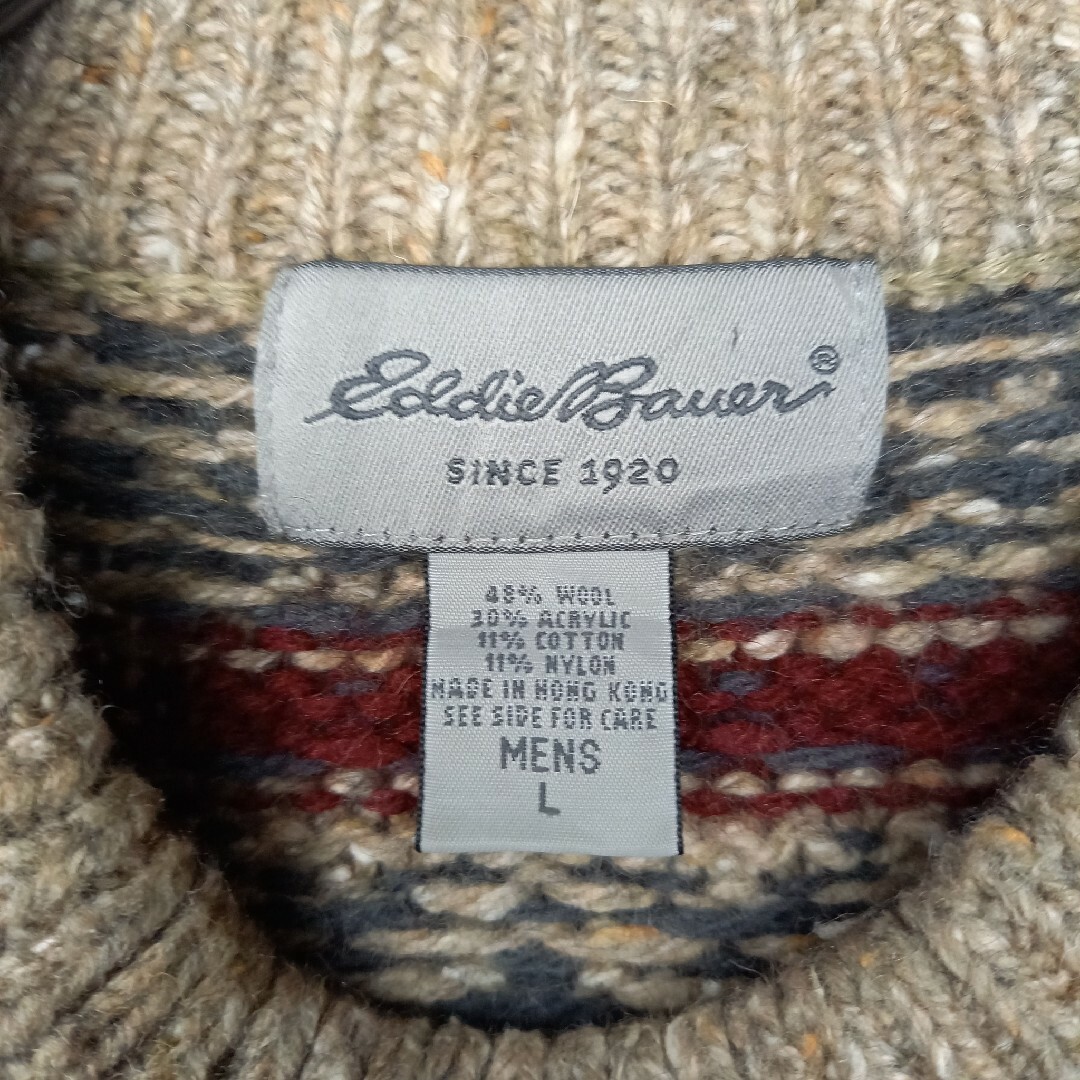 Eddie Bauer®
SINCE 1920
48% WOOL
30% ACRYLIC
11% COTTON
11% NYLON
MADE IN HONG KONG
SEE SIDE FOR CARE
MENS
L